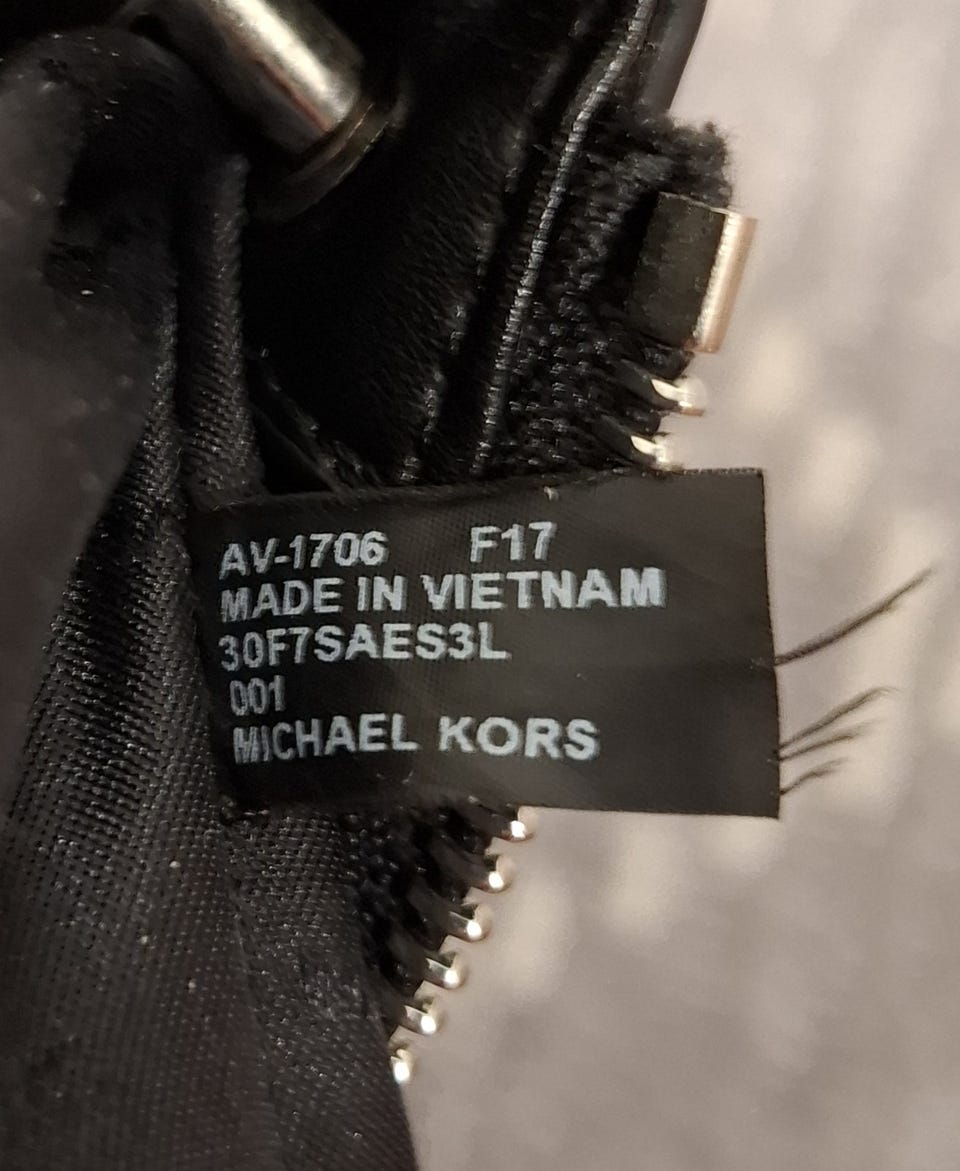 AV-1706 F17
MADE IN VIETNAM
30F7SAES3L
001
MICHAEL KORS